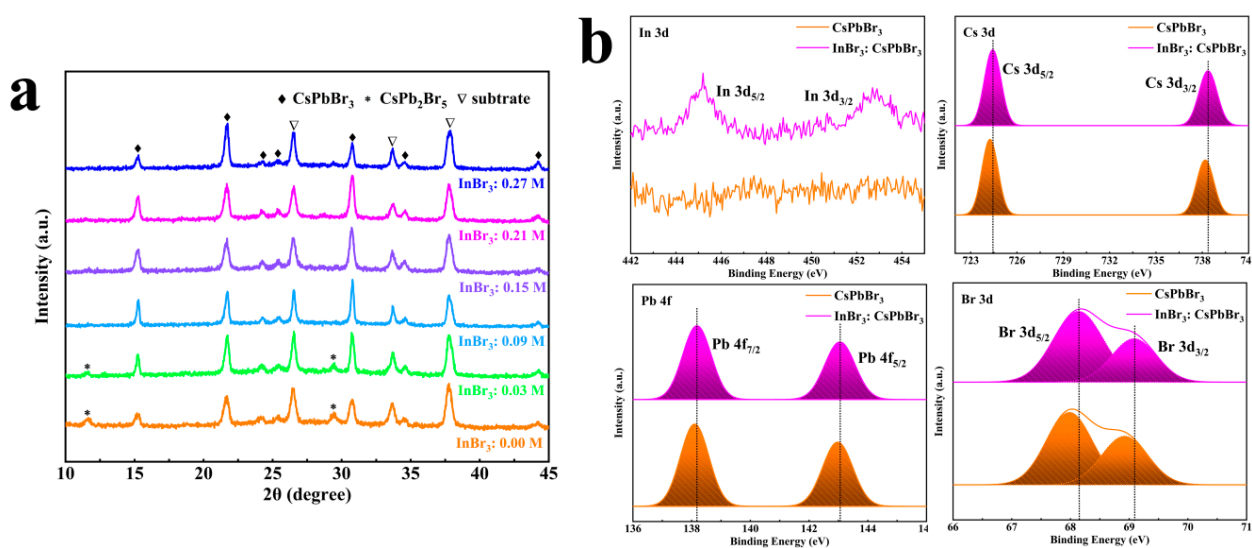 a
◆ CsPbBr₃ * CsPb₂Br₅ ▽ subtrate
InBr₃: 0.27 M
InBr₃: 0.21 M
InBr₃: 0.15 M
InBr₃: 0.09 M
InBr₃: 0.03 M
InBr₃: 0.00 M
Intensity (a.u.)
10 15 20 25 30 35 40 45
2θ (degree)
b
In 3d
CsPbBr₃
InBr₃: CsPbBr₃
In 3d₅/₂
In 3d₃/₂
Intensity (a.u.)
442 444 446 448 450 452 454
Binding Energy (eV)
Cs 3d
CsPbBr₃
InBr₃: CsPbBr₃
Cs 3d₅/₂
Cs 3d₃/₂
Intensity (a.u.)
723 726 729 732 735 738 74
Binding Energy (eV)
Pb 4f
CsPbBr₃
InBr₃: CsPbBr₃
Pb 4f₇/₂
Pb 4f₅/₂
Intensity (a.u.)
136 138 140 142 144 14
Binding Energy (eV)
Br 3d
CsPbBr₃
InBr₃: CsPbBr₃
Br 3d₅/₂
Br 3d₃/₂
Intensity (a.u.)
66 67 68 69 70 71
Binding Energy (eV)